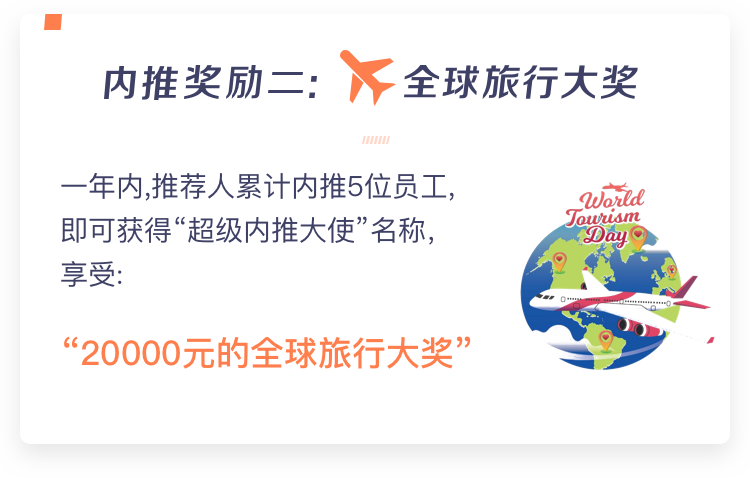 内推奖励二: 全球旅行大奖
一年内,推荐人累计内推5位员工,
即可获得“超级内推大使”名称,
享受:
“20000元的全球旅行大奖”
World
Tourism
Day